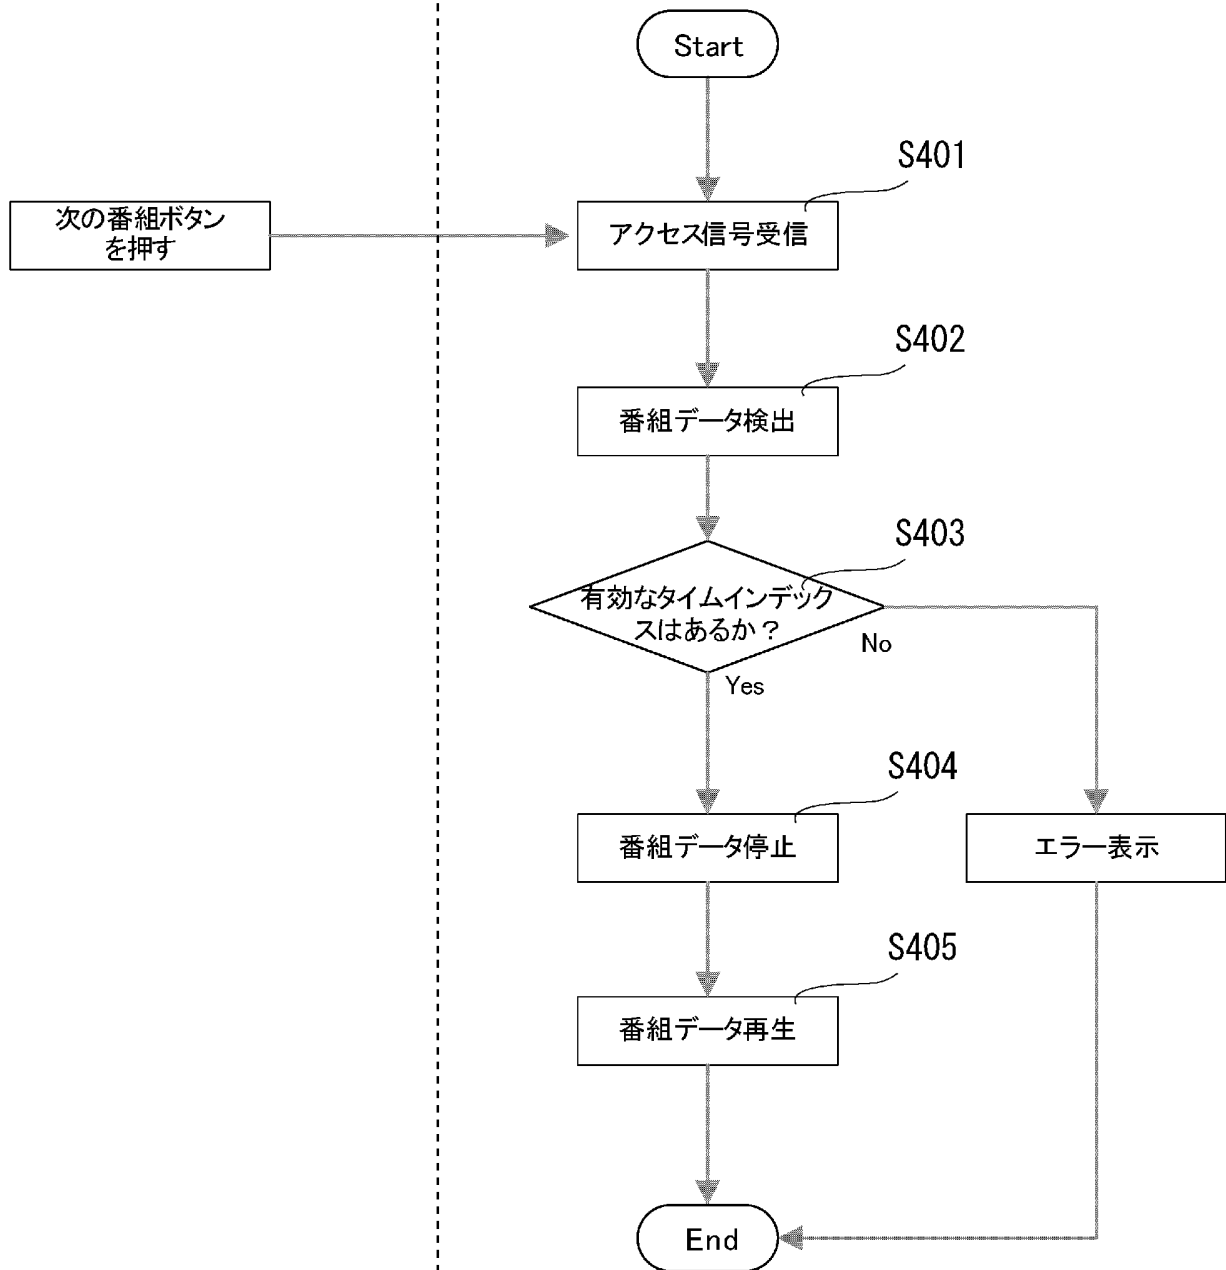 Start
S401
次の番組ボタン
を押す
アクセス信号受信
S402
番組データ検出
S403
有効なタイムインデック
スはあるか？
No
Yes
S404
番組データ停止
エラー表示
S405
番組データ再生
End